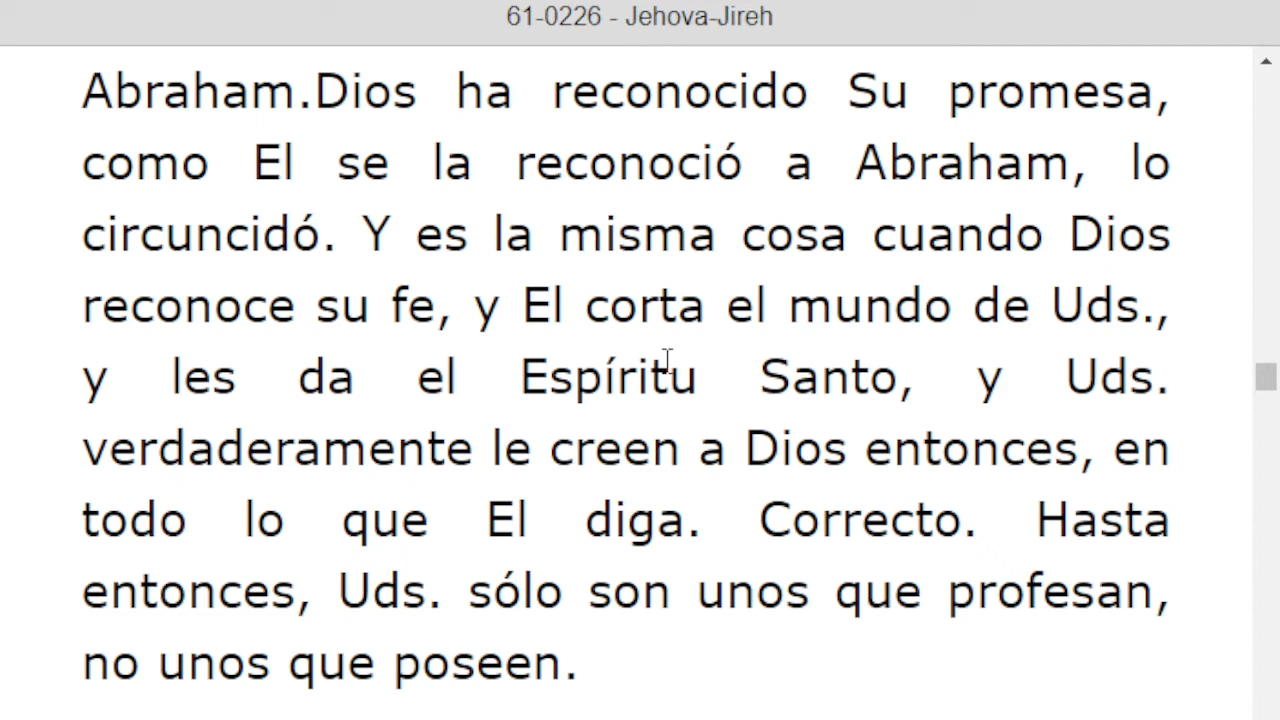 61-0226 - Jehova-Jireh
Abraham.Dios ha reconocido Su promesa,
como El se la reconoció a Abraham, lo
circuncidó. Y es la misma cosa cuando Dios
reconoce su fe, y El corta el mundo de Uds.,
y les da el Espíritu Santo, y Uds.
verdaderamente le creen a Dios entonces, en
todo lo que El diga. Correcto. Hasta
entonces, Uds. sólo son unos que profesan,
no unos que poseen.